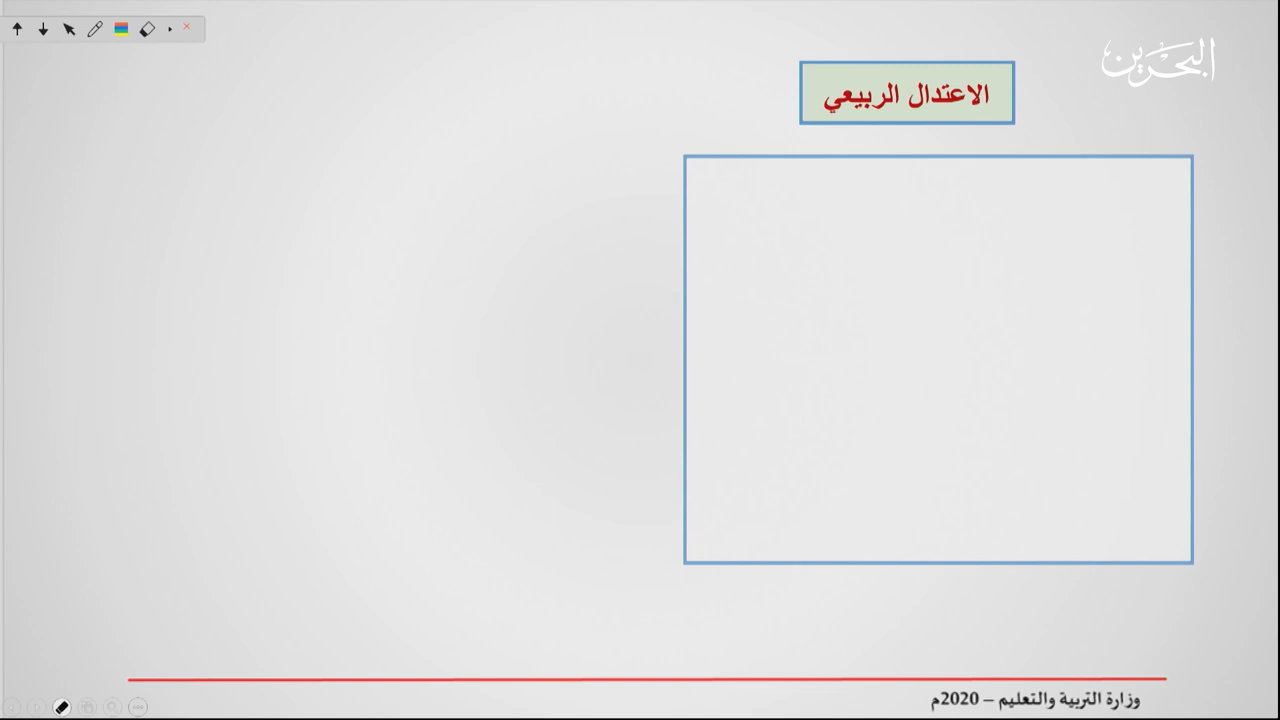 البحرين
الاعتدال الربيعي
وزارة التربية والتعليم – 2020م